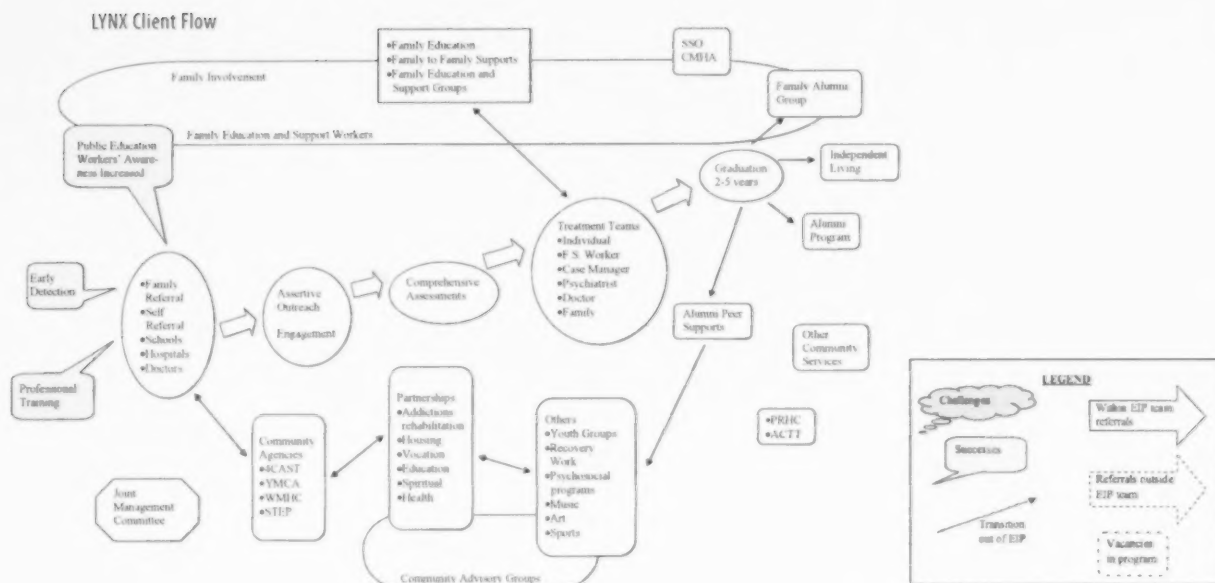 LYNX Client Flow
•Family Education
•Family to Family Supports
•Family Education and
Support Groups
SSO
CMHA
Family Involvement
Family Alumni
Group
Family Education and Support Workers
Public Education
Workers' Aware-
ness Increased
Graduation
2-5 years
Independent
Living
Alumni
Program
Treatment Teams
•Individual
•F.S. Worker
•Case Manager
•Psychiatrist
•Doctor
•Family
Early
Detection
•Family
Referral
•Self
Referral
•Schools
•Hospitals
•Doctors
Assertive
Outreach
Engagement
Comprehensive
Assessments
Alumni Peer
Supports
Other
Community
Services
Professional
Training
Partnerships
•Addictions
rehabilitation
•Housing
•Vocation
•Education
•Spiritual
•Health
Others
•Youth Groups
•Recovery
Work
•Psychosocial
programs
•Music
•Art
•Sports
•PRHC
•ACTT
Community
Agencies
•4CAST
•YMCA
•WMHC
•STEP
Joint
Management
Committee
Community Advisory Groups
LEGEND
Challenges
Within EIP team
referrals
Successes
Referrals outside
EIP team
Transition
out of EIP
Vacancies
in program